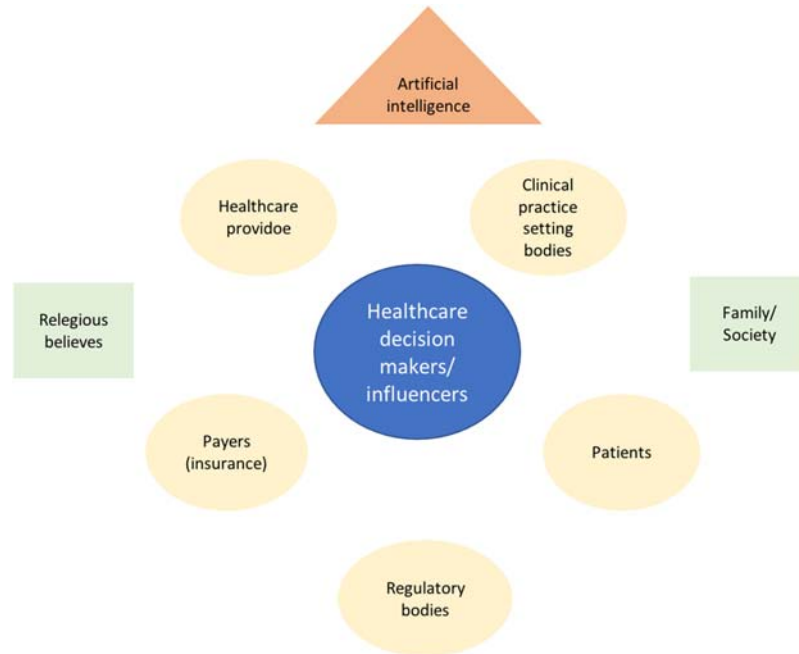 Artificial
intelligence
Healthcare
providoe
Clinical
practice
setting
bodies
Relegious
believes
Healthcare
decision
makers/
influencers
Family/
Society
Payers
(insurance)
Patients
Regulatory
bodies